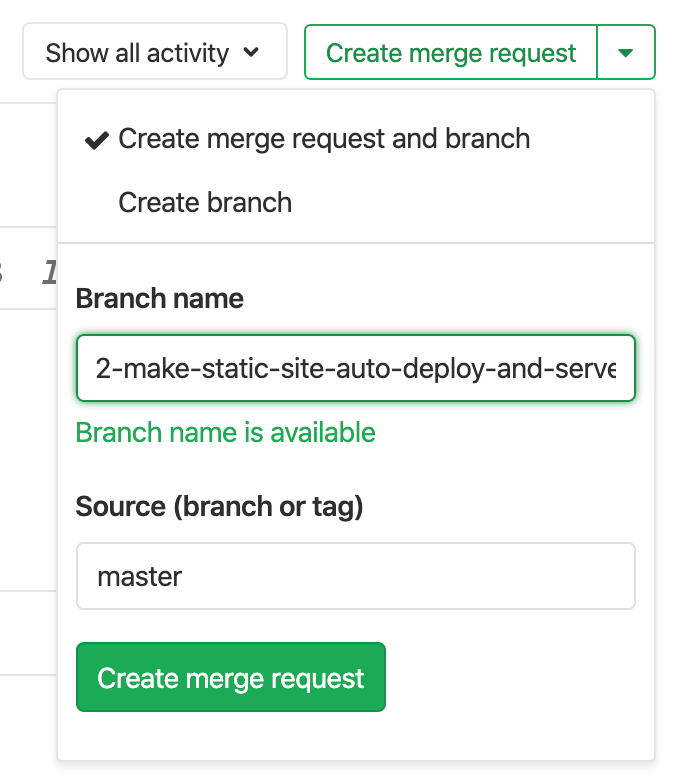 Show all activity
Create merge request
Create merge request and branch
Create branch
Branch name
2-make-static-site-auto-deploy-and-serve
Branch name is available
Source (branch or tag)
master
Create merge request